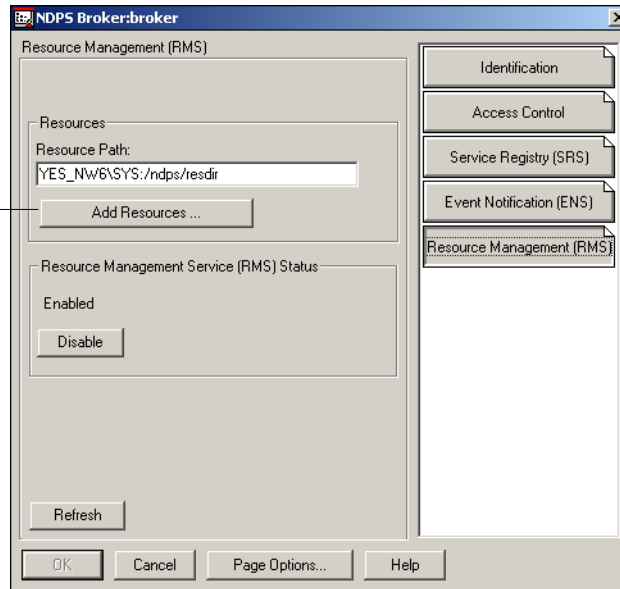 NDPS Broker:broker
Resource Management (RMS)
Resources
Resource Path:
YES_NW6\SYS:/ndps/resdir
Add Resources ...
Resource Management Service (RMS) Status
Enabled
Disable
Refresh
Identification
Access Control
Service Registry (SRS)
Event Notification (ENS)
Resource Management (RMS)
OK
Cancel
Page Options...
Help